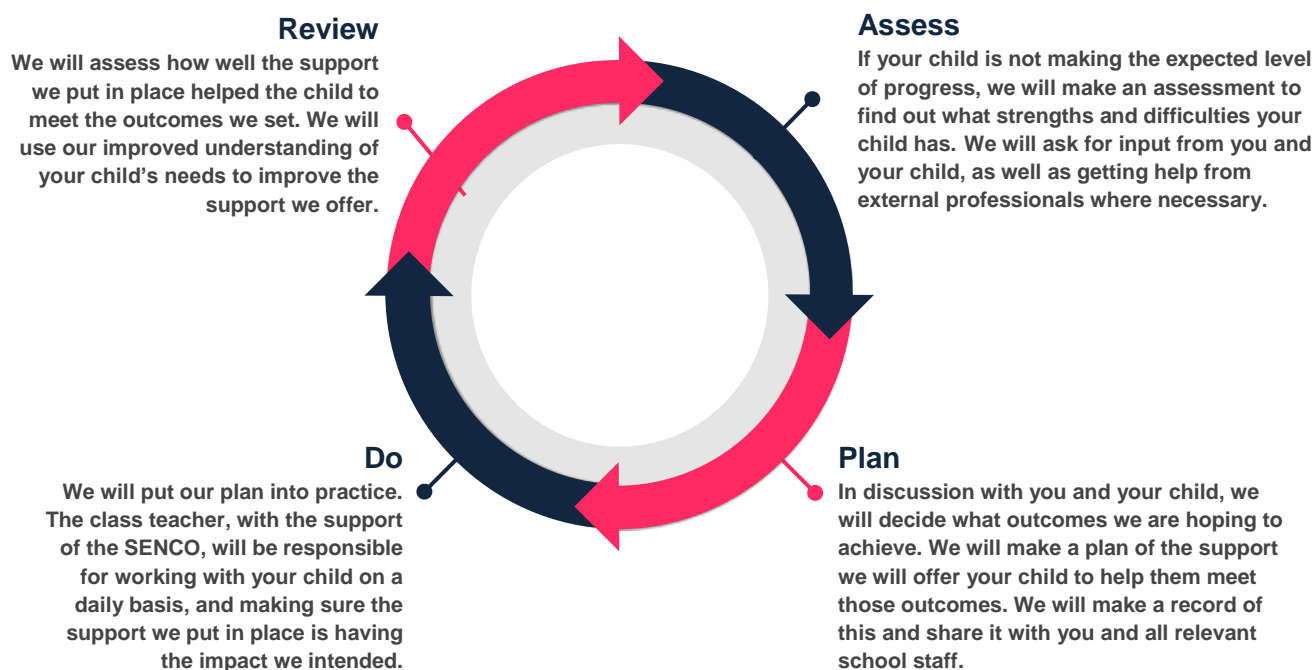 Review
We will assess how well the support
we put in place helped the child to
meet the outcomes we set. We will
use our improved understanding of
your child’s needs to improve the
support we offer.
Assess
If your child is not making the expected level
of progress, we will make an assessment to
find out what strengths and difficulties your
child has. We will ask for input from you and
your child, as well as getting help from
external professionals where necessary.
Do
We will put our plan into practice.
The class teacher, with the support
of the SENCO, will be responsible
for working with your child on a
daily basis, and making sure the
support we put in place is having
the impact we intended.
Plan
In discussion with you and your child, we
will decide what outcomes we are hoping to
achieve. We will make a plan of the support
we will offer your child to help them meet
those outcomes. We will make a record of
this and share it with you and all relevant
school staff.